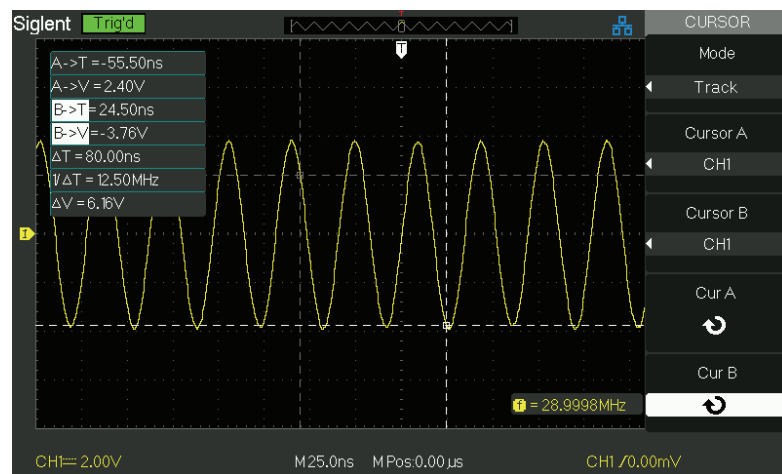 Siglent Trig'd CURSOR
T
A->T =-55.50ns
A->V =2.40V
B->T =24.50ns
B->V =-3.76V
ΔT = 80.00ns
1/ΔT = 12.50MHz
ΔV = 6.16V
Mode
Track
Cursor A
CH1
Cursor B
CH1
Cur A
Cur B
f = 28.9998MHz
CH1 2.00V M25.0ns M Pos:0.00µs CH1 /0.00mV